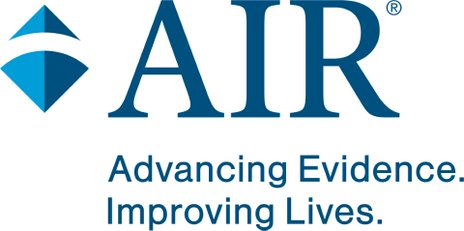 AIR®
Advancing Evidence.
Improving Lives.